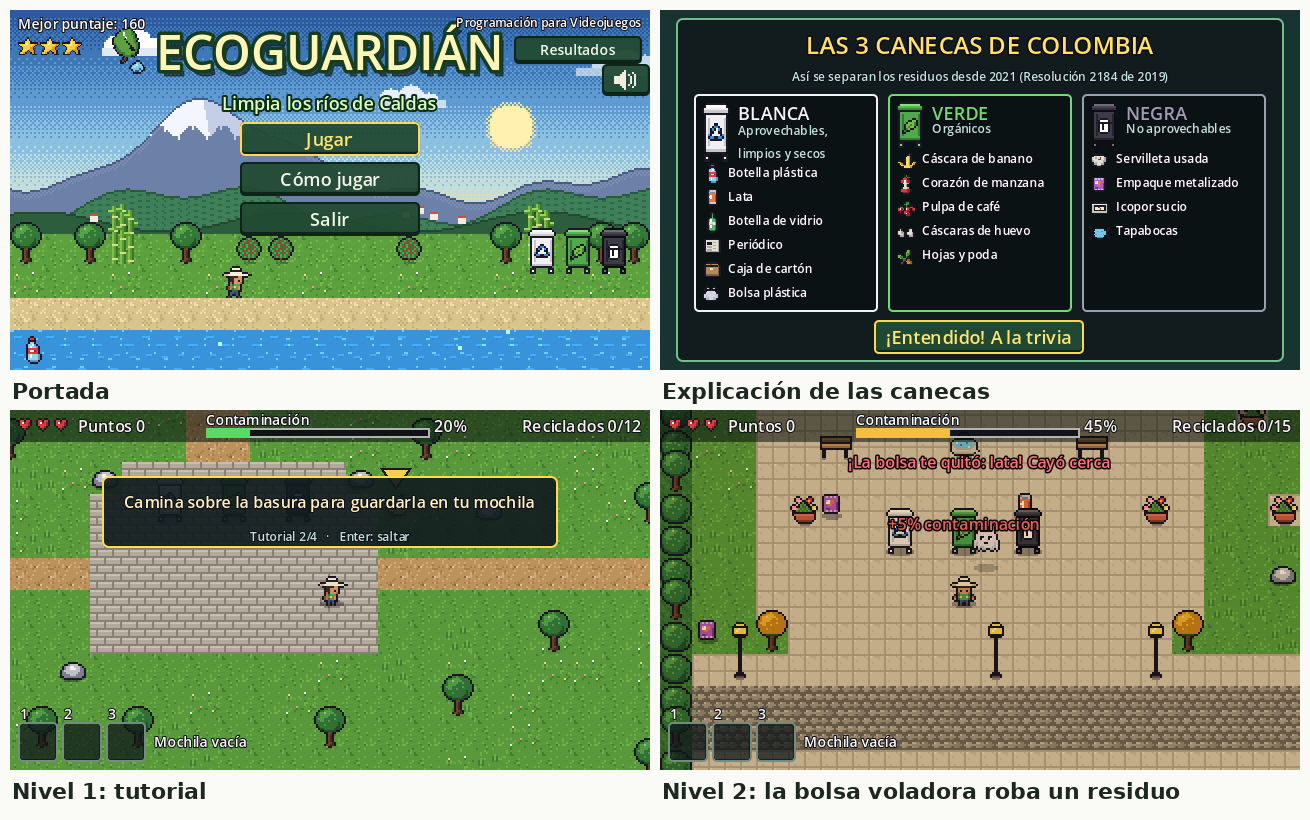 Mejor puntaje: 160
Programación para Videojuegos
ECOGUARDIÁN
Resultados
Limpia los ríos de Caldas
Jugar
Cómo jugar
Salir
Portada
LAS 3 CANECAS DE COLOMBIA
Así se separan los residuos desde 2021 (Resolución 2184 de 2019)
BLANCA
Aprovechables,
limpios y secos
Botella plástica
Lata
Botella de vidrio
Periódico
Caja de cartón
Bolsa plástica
VERDE
Orgánicos
Cáscara de banano
Corazón de manzana
Pulpa de café
Cáscaras de huevo
Hojas y poda
NEGRA
No aprovechables
Servilleta usada
Empaque metalizado
Icopor sucio
Tapabocas
¡Entendido! A la trivia
Explicación de las canecas
Puntos 0
Contaminación
20%
Reciclados 0/12
Camina sobre la basura para guardarla en tu mochila
Tutorial 2/4 · Enter: saltar
1 2 3
Mochila vacía
Nivel 1: tutorial
Puntos 0
Contaminación
45%
Reciclados 0/15
¡La bolsa te quitó: lata! Cayó cerca
+5% contaminación
1 2 3
Mochila vacía
Nivel 2: la bolsa voladora roba un residuo